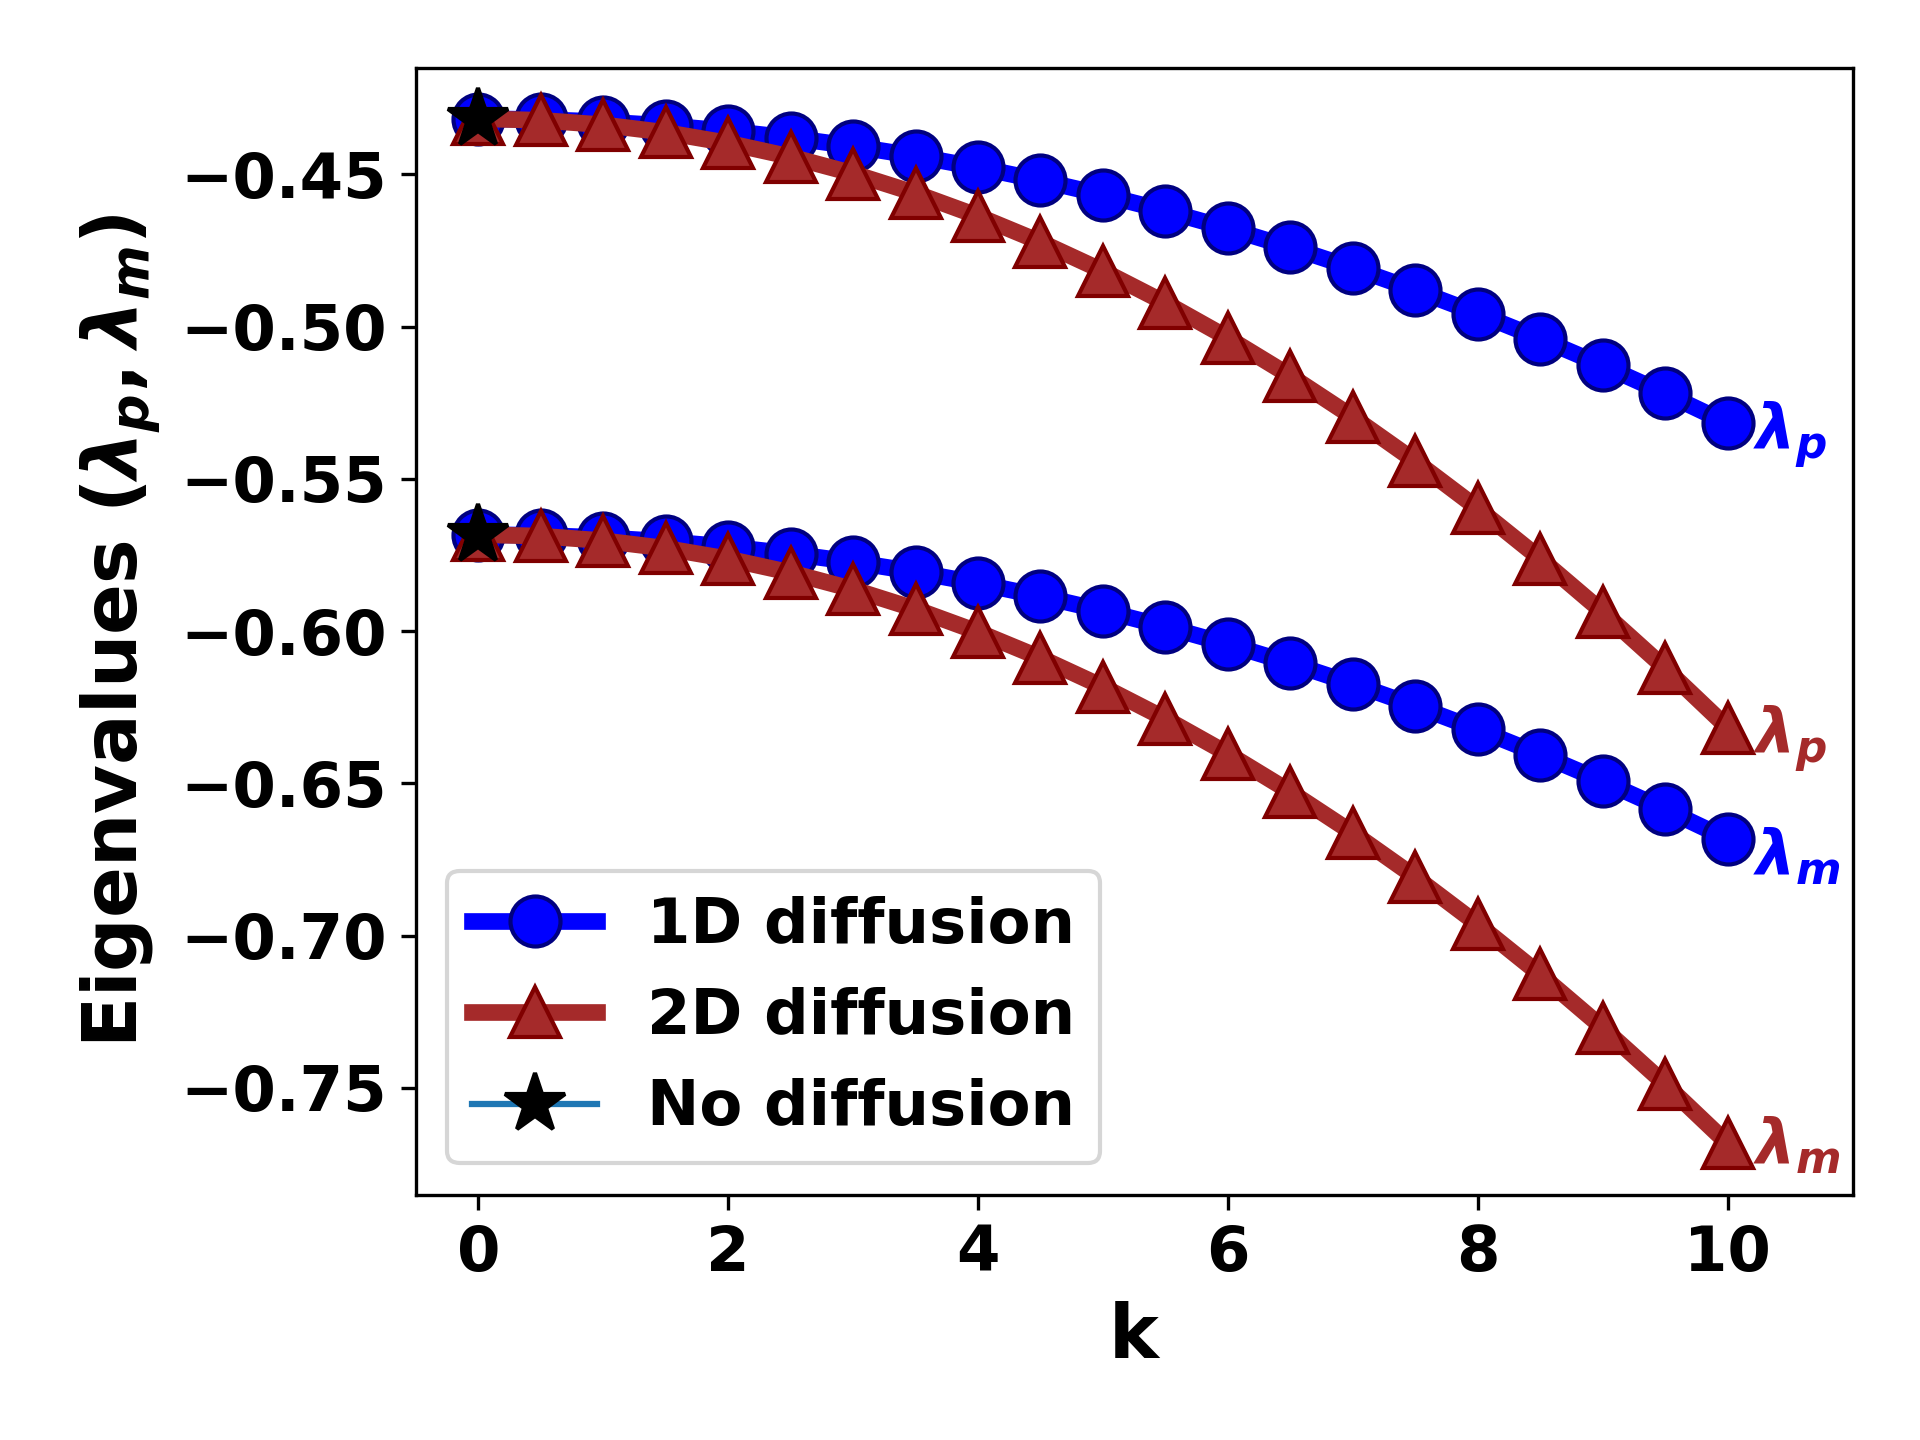 Eigenvalues (λp, λm)
−0.45
−0.50
−0.55
−0.60
−0.65
−0.70
−0.75
λp
λp
λm
λm
1D diffusion
2D diffusion
No diffusion
0 2 4 6 8 10
k